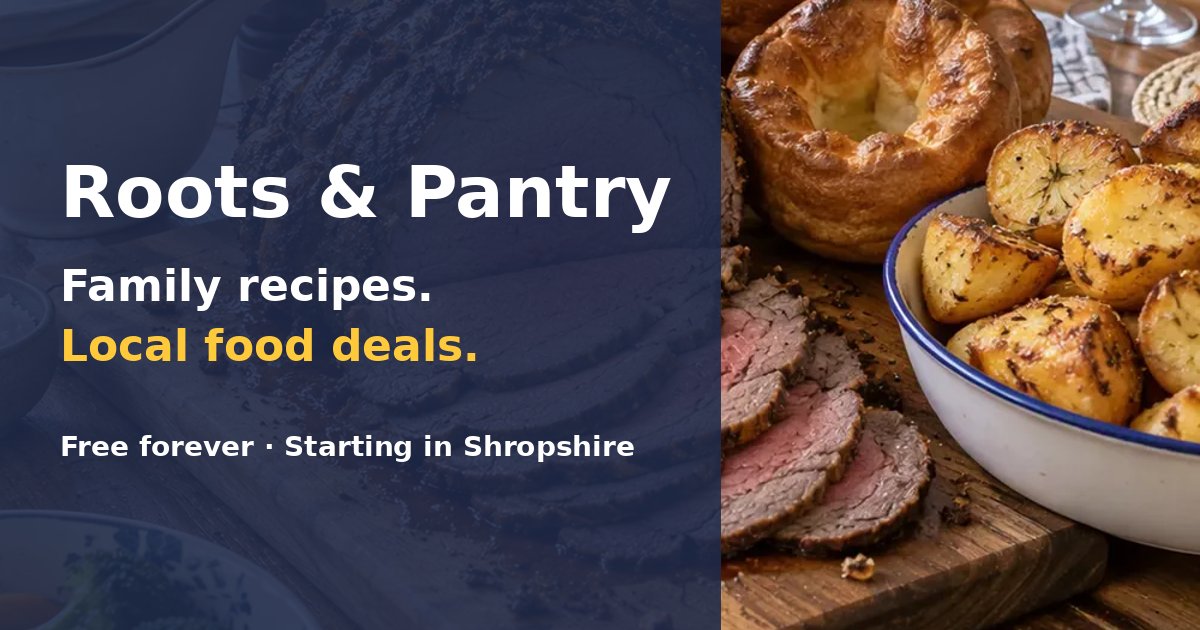 Roots & Pantry
Family recipes.
Local food deals.
Free forever · Starting in Shropshire